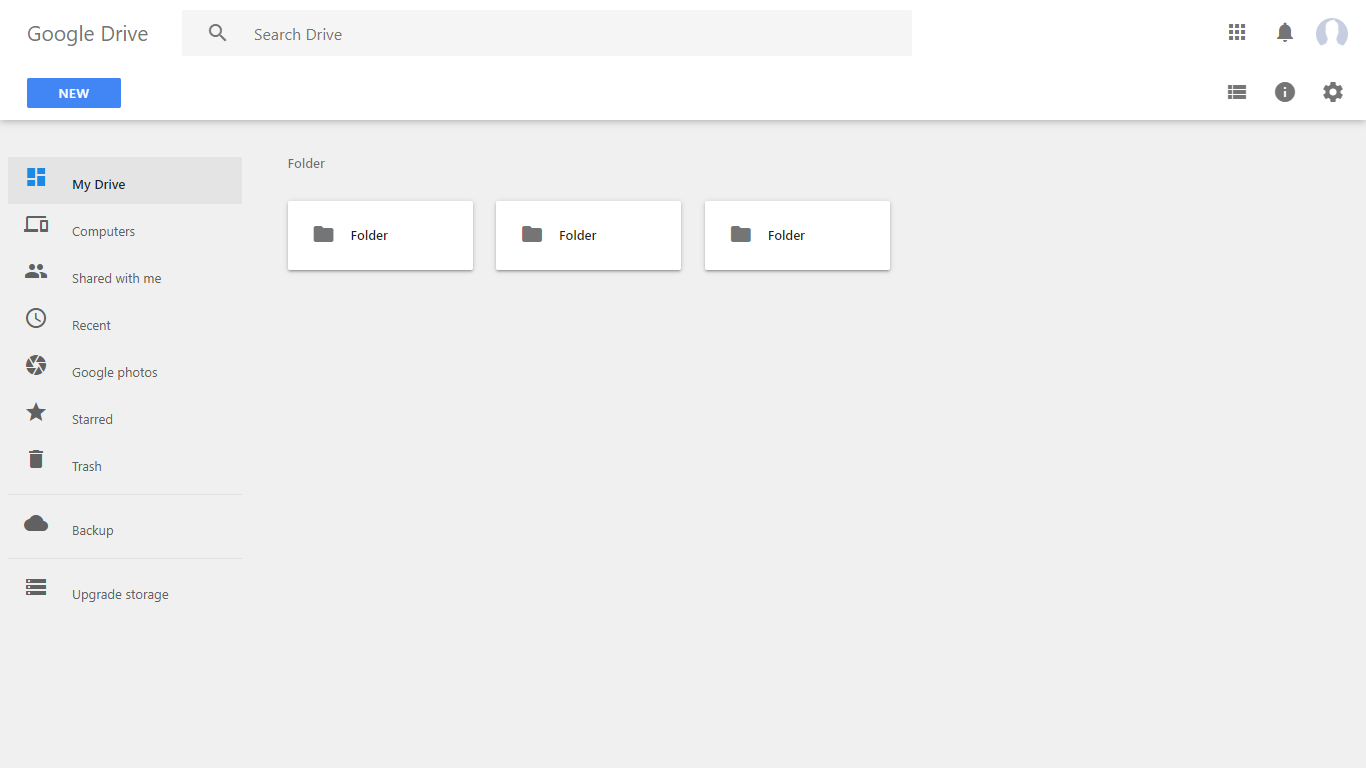 Google Drive
Search Drive
NEW
My Drive
Computers
Shared with me
Recent
Google photos
Starred
Trash
Backup
Upgrade storage
Folder
Folder
Folder
Folder